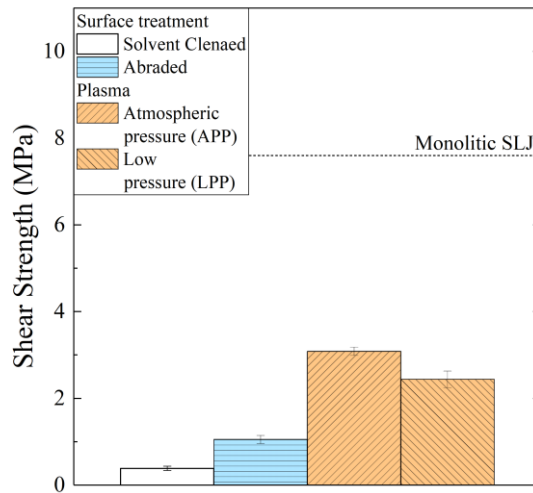 Surface treatment
Solvent Clenaed
Abraded
Plasma
Atmospheric
pressure (APP)
Low
pressure (LPP)
Monolitic SLJ
Shear Strength (MPa)
10
8
6
4
2
0